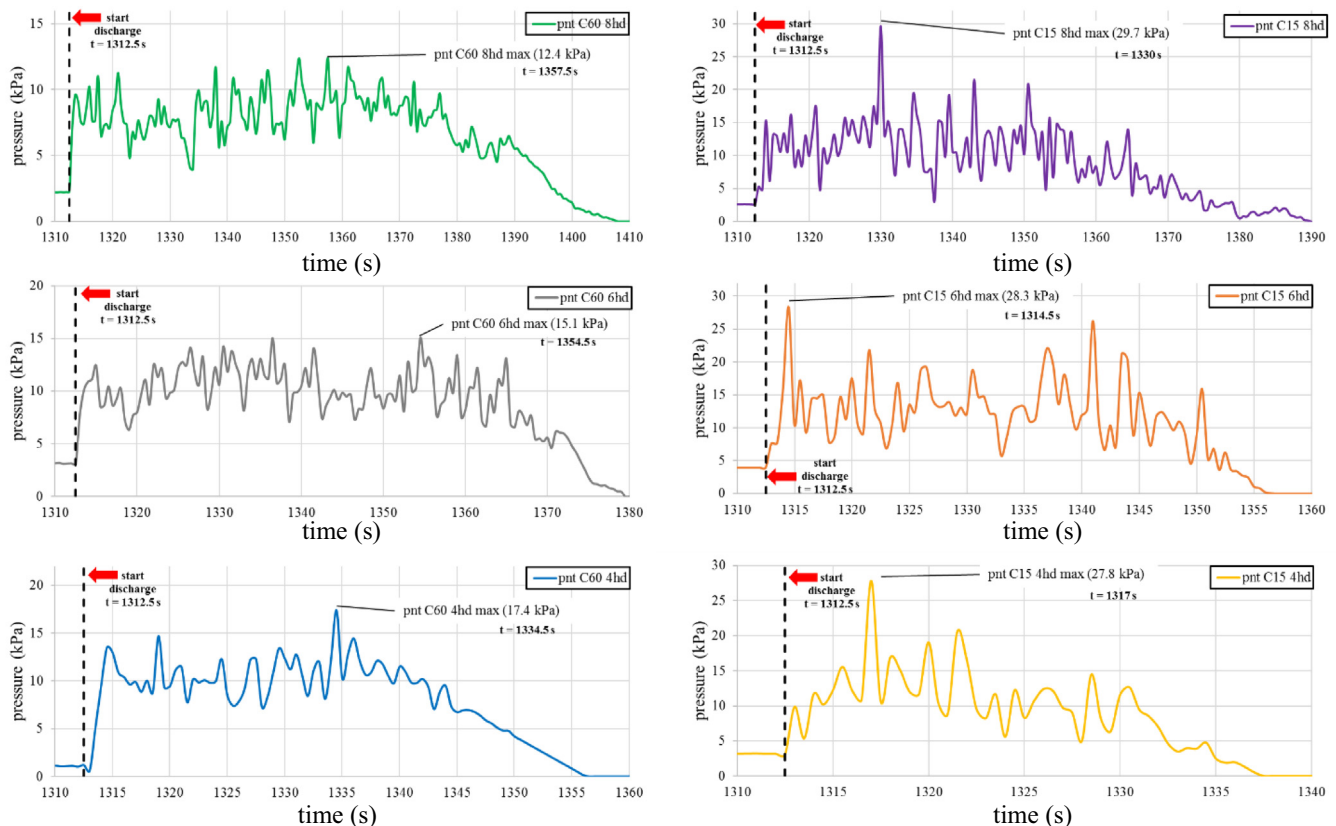 15
10
5
0
pressure (kPa)
start
discharge
t = 1312.5 s
pnt C60 8hd
pnt C60 8hd max (12.4 kPa)
t = 1357.5 s
1310 1320 1330 1340 1350 1360 1370 1380 1390 1400 1410
time (s)
30
25
20
15
10
5
0
pressure (kPa)
start
discharge
t = 1312.5 s
pnt C15 8hd
pnt C15 8hd max (29.7 kPa)
t = 1330 s
1310 1320 1330 1340 1350 1360 1370 1380 1390
time (s)
20
15
10
5
0
pressure (kPa)
start
discharge
t = 1312.5 s
pnt C60 6hd
pnt C60 6hd max (15.1 kPa)
t = 1354.5 s
1310 1320 1330 1340 1350 1360 1370 1380
time (s)
30
25
20
15
10
5
0
pressure (kPa)
pnt C15 6hd
pnt C15 6hd max (28.3 kPa)
t = 1314.5 s
start
discharge
t = 1312.5 s
1310 1315 1320 1325 1330 1335 1340 1345 1350 1355 1360
time (s)
20
15
10
5
0
pressure (kPa)
start
discharge
t = 1312.5 s
pnt C60 4hd
pnt C60 4hd max (17.4 kPa)
t = 1334.5 s
1310 1315 1320 1325 1330 1335 1340 1345 1350 1355 1360
time (s)
30
25
20
15
10
5
0
pressure (kPa)
start
discharge
t = 1312.5 s
pnt C15 4hd
pnt C15 4hd max (27.8 kPa)
t = 1317 s
1310 1315 1320 1325 1330 1335 1340
time (s)